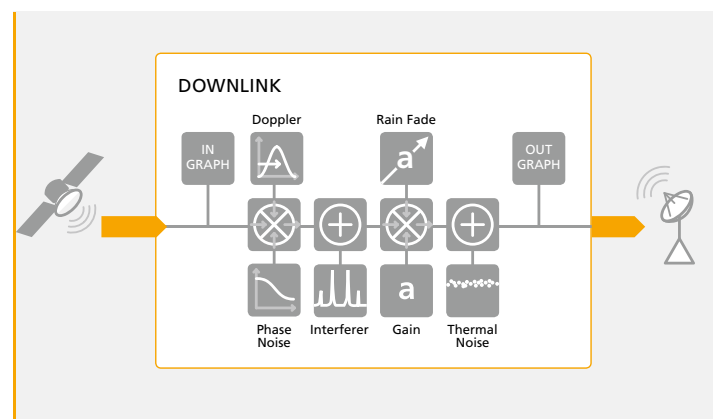 DOWNLINK
Doppler
Rain Fade
IN
GRAPH
a
OUT
GRAPH
a
Phase
Noise
Interferer
Gain
Thermal
Noise